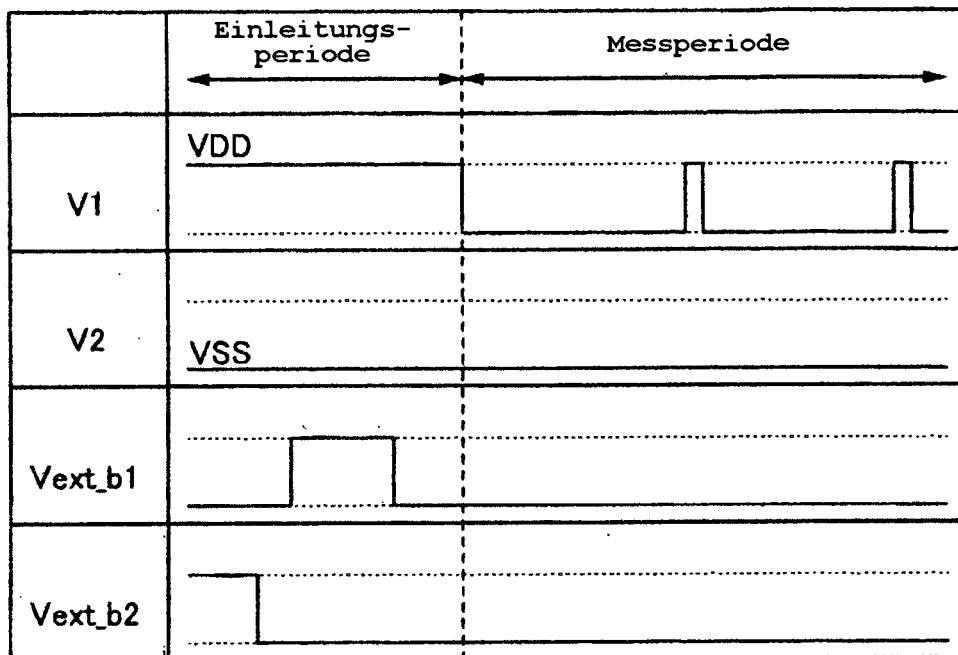 Einleitungs-
periode
Messperiode
VDD
V1
V2
VSS
Vext_b1
Vext_b2